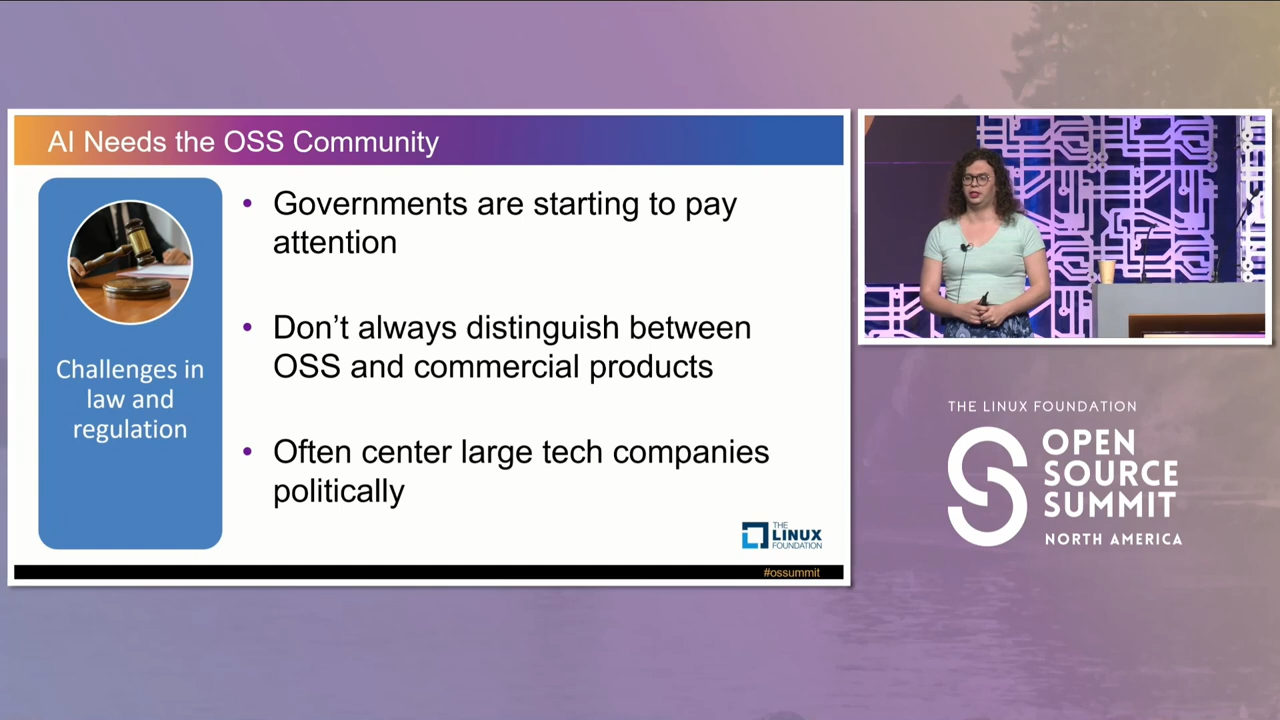 AI Needs the OSS Community
Challenges in
law and
regulation
• Governments are starting to pay
attention
• Don’t always distinguish between
OSS and commercial products
• Often center large tech companies
politically
THE
LINUX
FOUNDATION
#ossummit
THE LINUX FOUNDATION
OPEN
SOURCE
SUMMIT
NORTH AMERICA